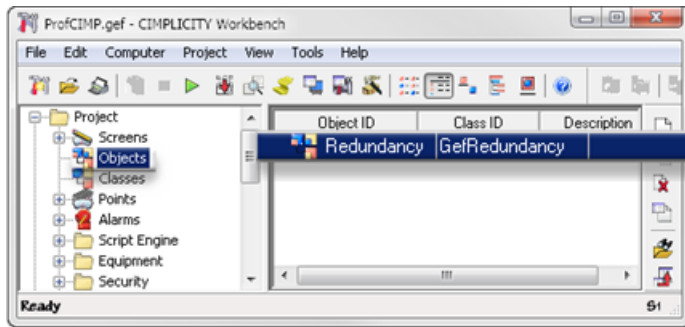 ProfCIMP.gef - CIMPLICITY Workbench
File Edit Computer Project View Tools Help
Project
Screens
Objects
Classes
Points
Alarms
Script Engine
Equipment
Security
Object ID Class ID Description
Redundancy GefRedundancy
Ready